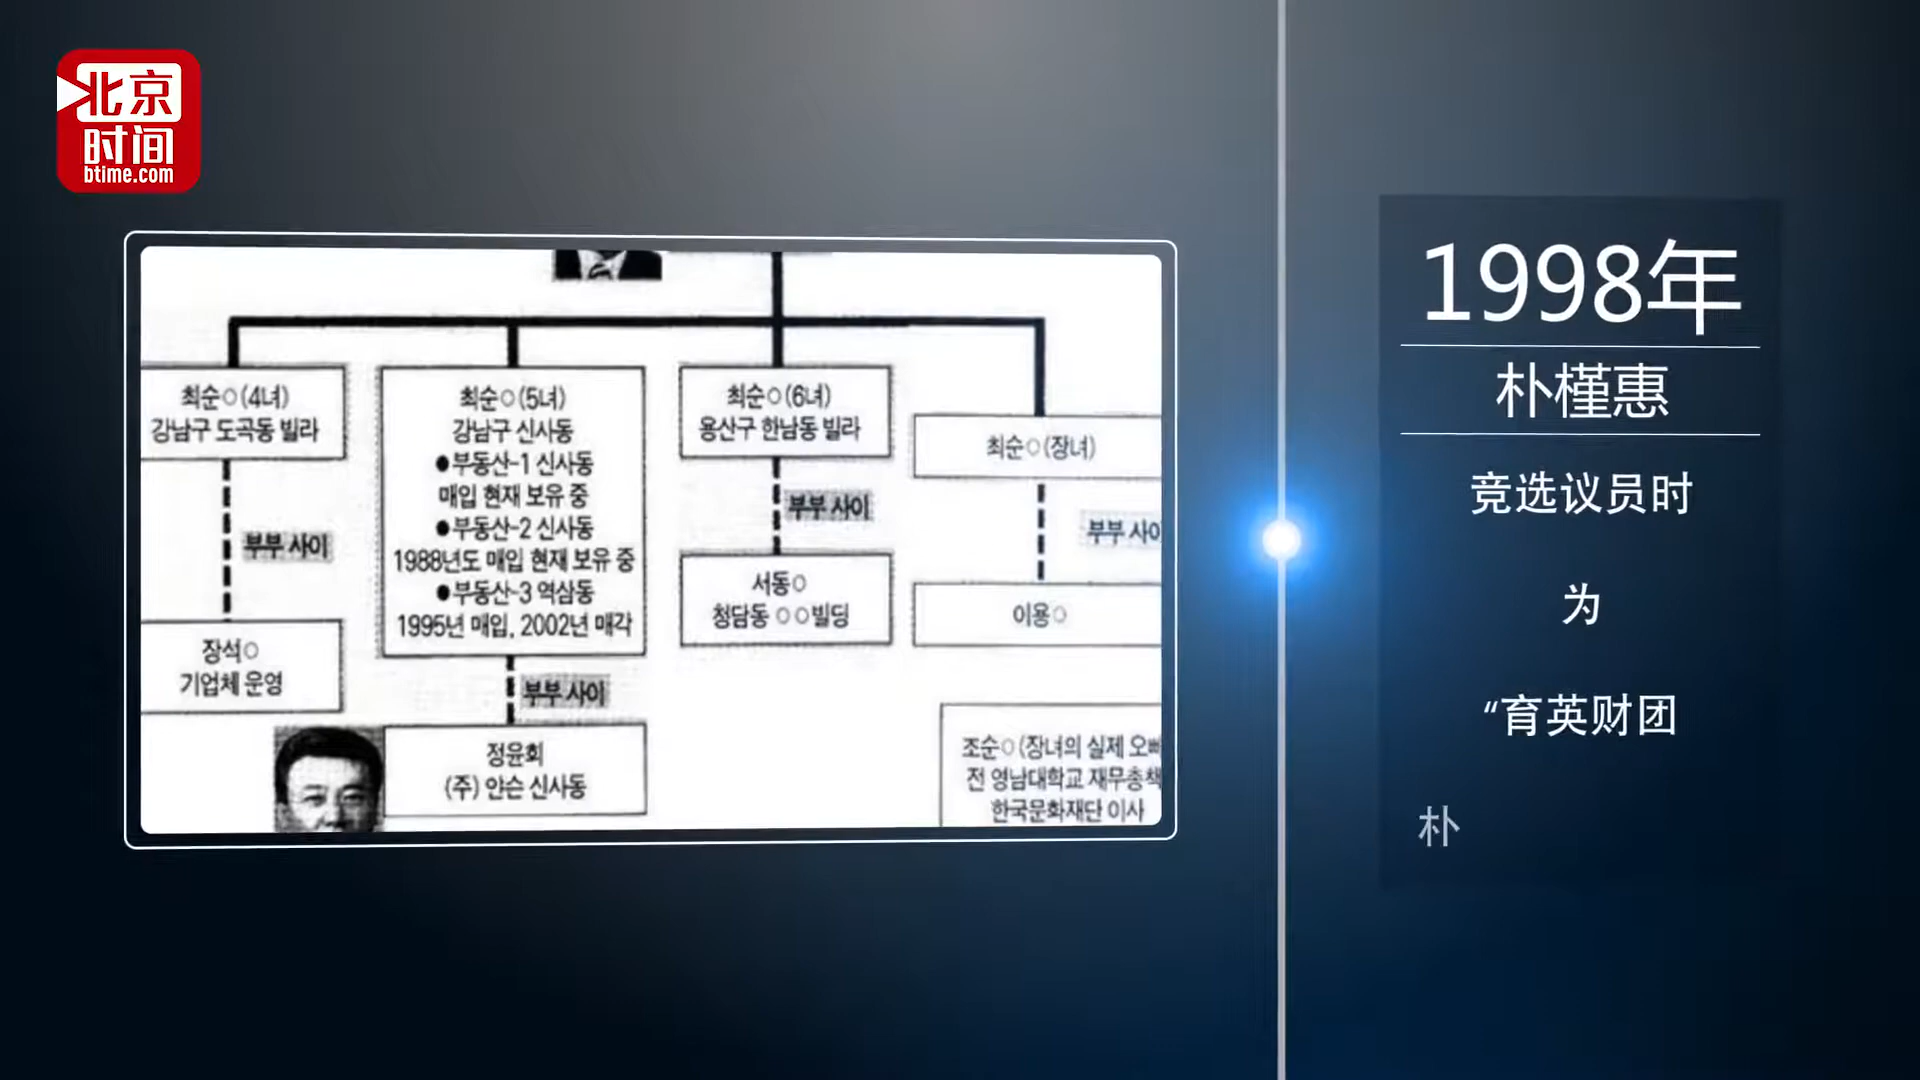 北京
时间
btime.com
최순○(4녀)
강남구 도곡동 빌라
부부 사이
장석○
기업체 운영
최순○(5녀)
강남구 신사동
●부동산-1 신사동
매입 현재 보유 중
●부동산-2 신사동
1988년도 매입 현재 보유 중
●부동산-3 역삼동
1995년 매입, 2002년 매각
부부 사이
정윤회
(주) 얀슨 신사동
최순○(6녀)
용산구 한남동 빌라
부부 사이
서동○
청담동 ○○빌딩
최순○(장녀)
부부 사이
이용○
조순○(장녀의 실제 오빠
전 영남대학교 재무총책
한국문화재단 이사
1998年
朴槿惠
竞选议员时
为
“育英财团
朴